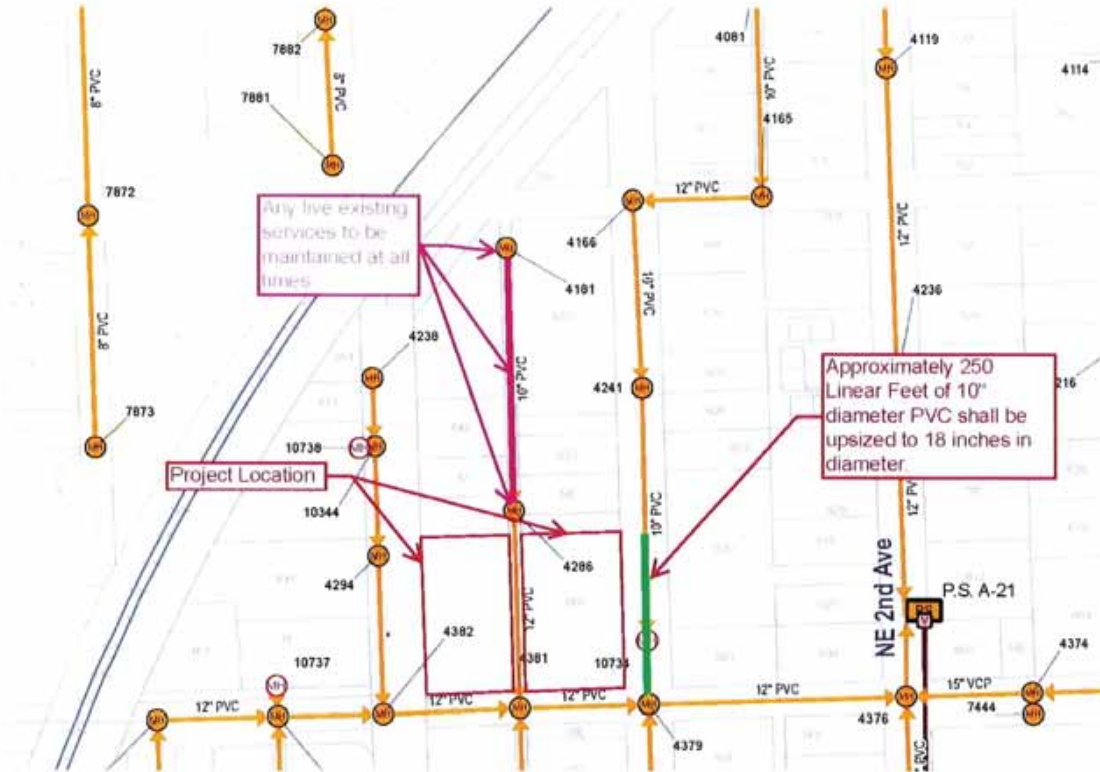 7882
4081
4119
4114
8" PVC
8" PVC
10" PVC
7881
4165
7872
12" PVC
Any live existing
services to be
maintained at all
times
4166
12" PVC
4181
10" PVC
4236
8" PVC
4238
10" PVC
4241
Approximately 250
Linear Feet of 10"
diameter PVC shall be
upsized to 18 inches in
diameter.
216
7873
10738
Project Location
10344
10" PVC
4286
4294
12" PVC
NE 2nd Ave
P.S. A-21
4382
4381
10737
4374
12" PVC
12" PVC
12" PVC
12" PVC
15" VCP
7444
4376
4379
MH